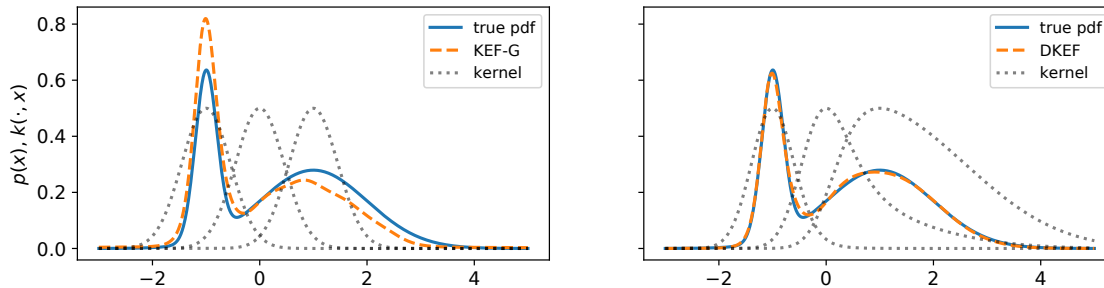 0.8
0.6
0.4
0.2
0.0
p(x), k(·, x)
−2
0
2
4
true pdf
KEF-G
kernel
−2
0
2
4
true pdf
DKEF
kernel